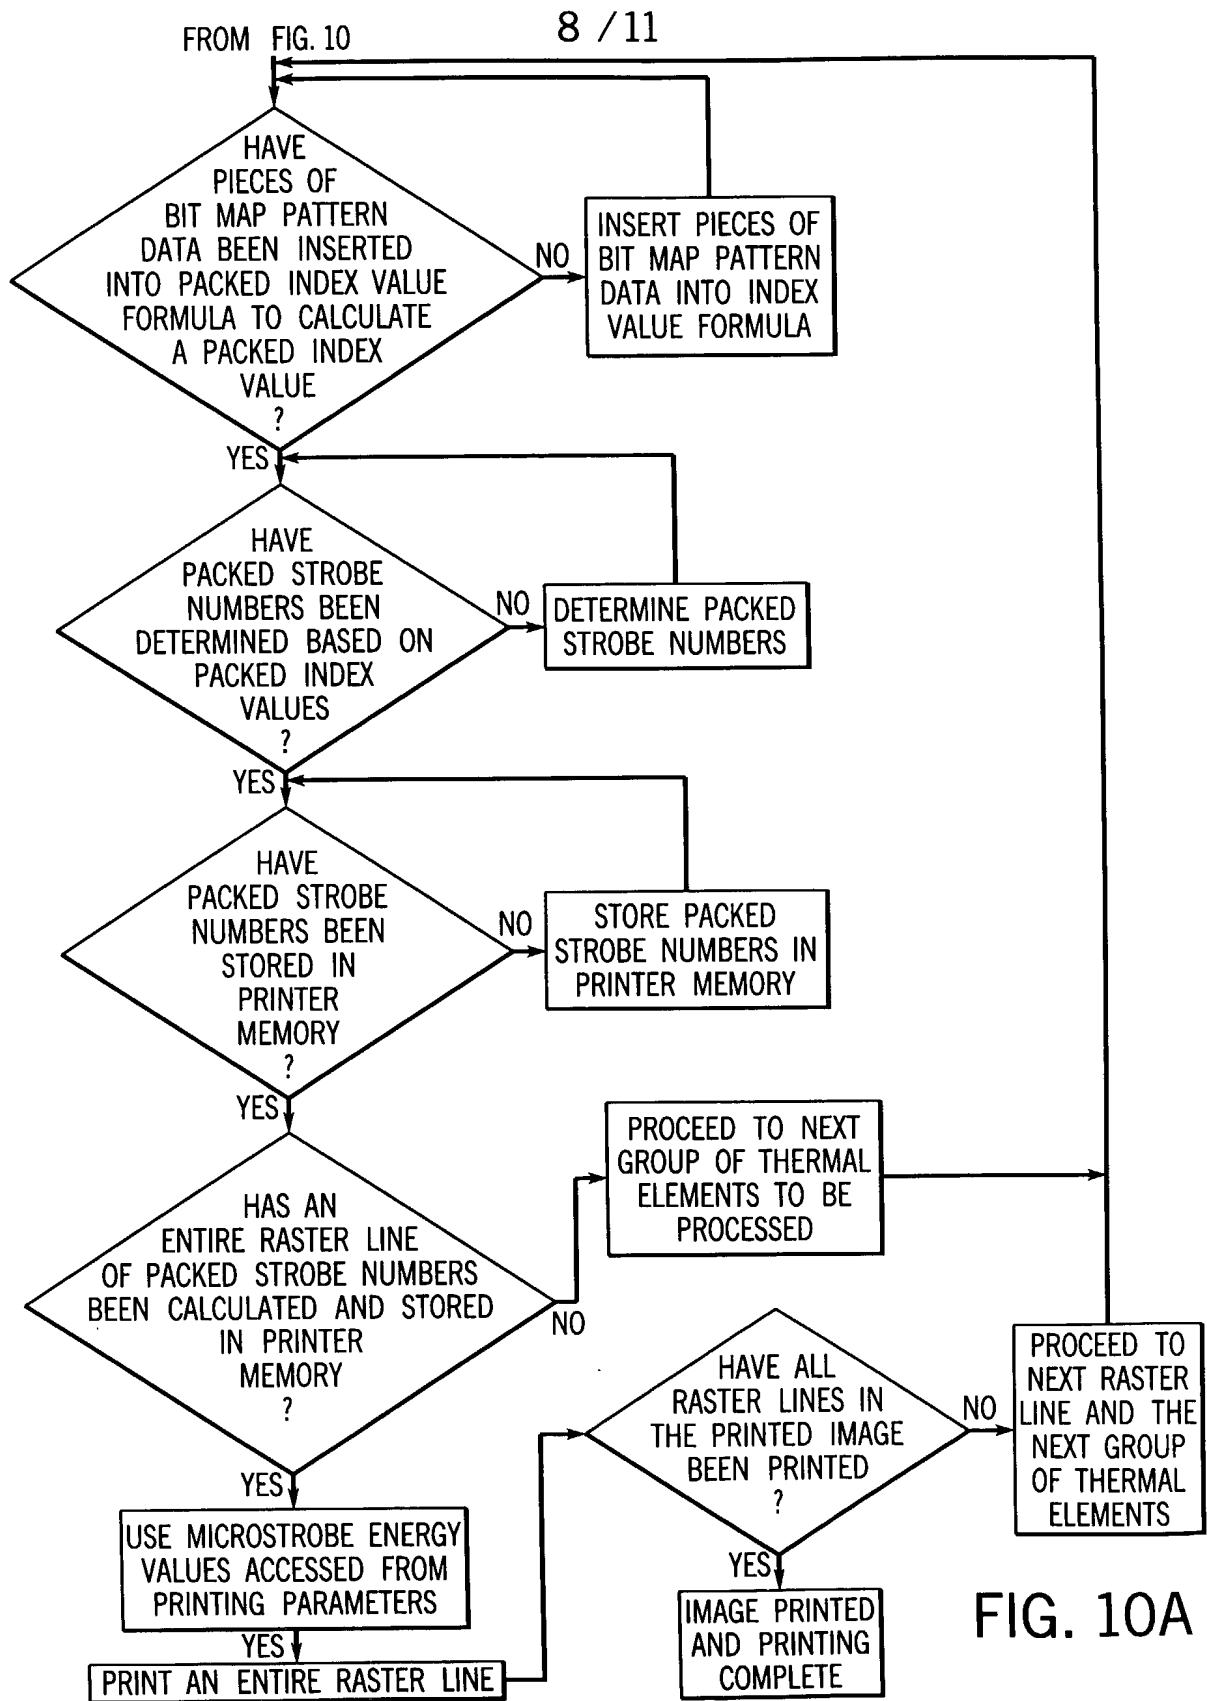 8 / 11
FROM FIG. 10
HAVE
PIECES OF
BIT MAP PATTERN
DATA BEEN INSERTED
INTO PACKED INDEX VALUE
FORMULA TO CALCULATE
A PACKED INDEX
VALUE
?
NO
INSERT PIECES OF
BIT MAP PATTERN
DATA INTO INDEX
VALUE FORMULA
YES
HAVE
PACKED STROBE
NUMBERS BEEN
DETERMINED BASED ON
PACKED INDEX
VALUES
?
NO
DETERMINE PACKED
STROBE NUMBERS
YES
HAVE
PACKED STROBE
NUMBERS BEEN
STORED IN
PRINTER
MEMORY
?
NO
STORE PACKED
STROBE NUMBERS IN
PRINTER MEMORY
YES
HAS AN
ENTIRE RASTER LINE
OF PACKED STROBE NUMBERS
BEEN CALCULATED AND STORED
IN PRINTER
MEMORY
?
NO
PROCEED TO NEXT
GROUP OF THERMAL
ELEMENTS TO BE
PROCESSED
YES
USE MICROSTROBE ENERGY
VALUES ACCESSED FROM
PRINTING PARAMETERS
YES
PRINT AN ENTIRE RASTER LINE
HAVE ALL
RASTER LINES IN
THE PRINTED IMAGE
BEEN PRINTED
?
NO
PROCEED TO
NEXT RASTER
LINE AND THE
NEXT GROUP
OF THERMAL
ELEMENTS
YES
IMAGE PRINTED
AND PRINTING
COMPLETE
FIG. 10A